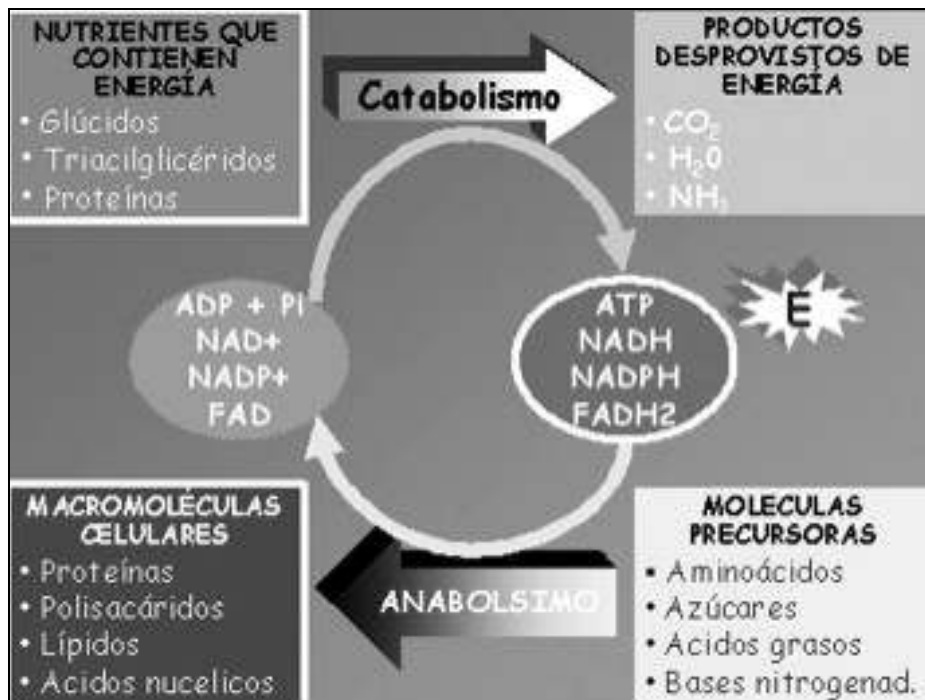 NUTRIENTES QUE
CONTIENEN
ENERGÍA
• Glúcidos
• Triacilglicéridos
• Proteínas
Catabolismo
PRODUCTOS
DESPROVISTOS DE
ENERGÍA
• CO2
• H20
• NH3
ADP + PI
NAD+
NADP+
FAD
ATP
NADH
NADPH
FADH2
E
MACROMOLÉCULAS
CELULARES
• Proteínas
• Polisacáridos
• Lípidos
• Acidos nucelicos
ANABOLSIMO
MOLECULAS
PRECURSORAS
• Aminoácidos
• Azúcares
• Acidos grasos
• Bases nitrogenad.